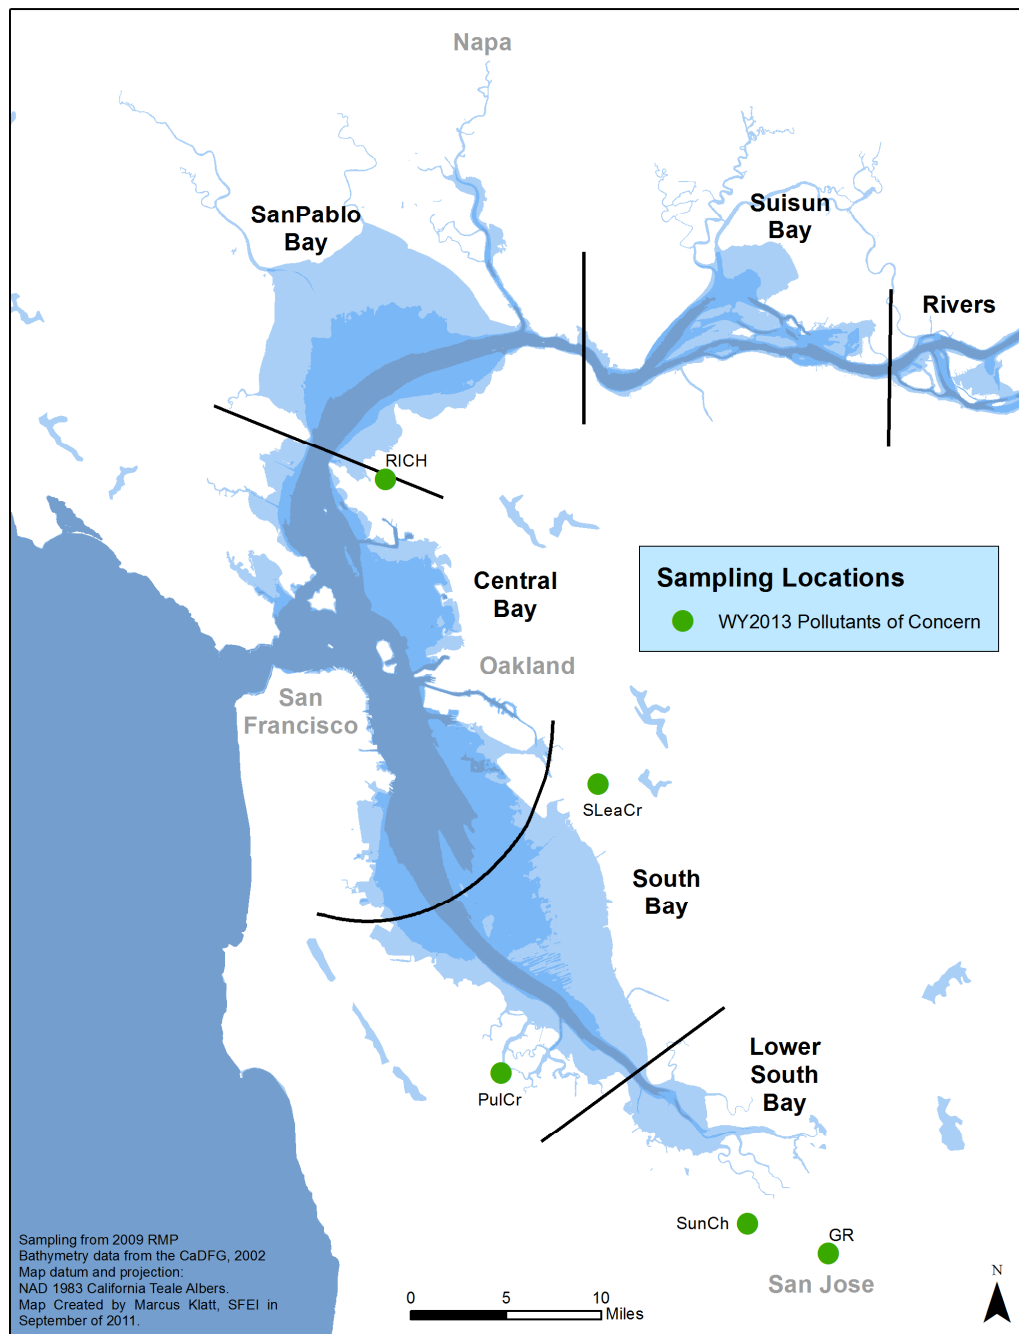 Napa
SanPablo
Bay
Suisun
Bay
Rivers
RICH
Central
Bay
Sampling Locations
WY2013 Pollutants of Concern
Oakland
San
Francisco
SLeaCr
South
Bay
Lower
South
Bay
PulCr
SunCh
GR
San Jose
Sampling from 2009 RMP
Bathymetry data from the CaDFG, 2002
Map datum and projection:
NAD 1983 California Teale Albers.
Map Created by Marcus Klatt, SFEI in
September of 2011.
0 5 10
Miles
N